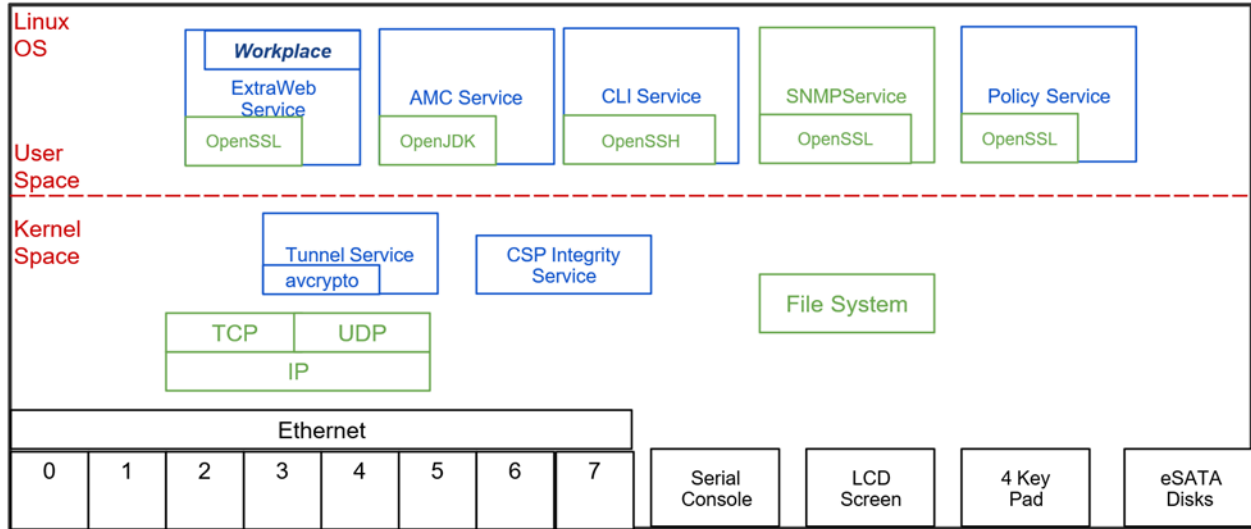 Linux
OS
Workplace
ExtraWeb
Service
OpenSSL
AMC Service
OpenJDK
CLI Service
OpenSSH
SNMPService
OpenSSL
Policy Service
OpenSSL
User
Space
Kernel
Space
Tunnel Service
avcrypto
CSP Integrity
Service
File System
TCP
UDP
IP
Ethernet
0
1
2
3
4
5
6
7
Serial
Console
LCD
Screen
4 Key
Pad
eSATA
Disks